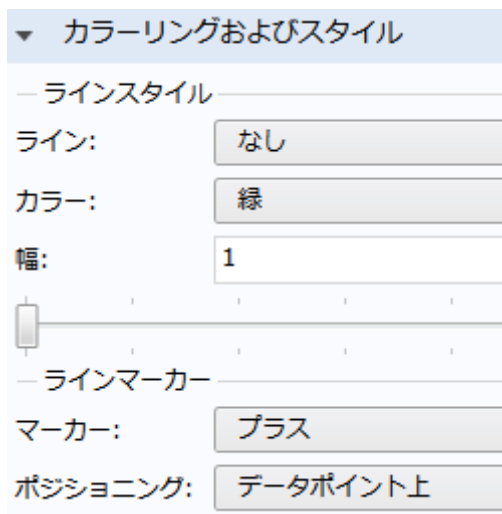 カラーリングおよびスタイル
ラインスタイル
ライン: なし
カラー: 緑
幅: 1
ラインマーカー
マーカー: プラス
ポジショニング: データポイント上